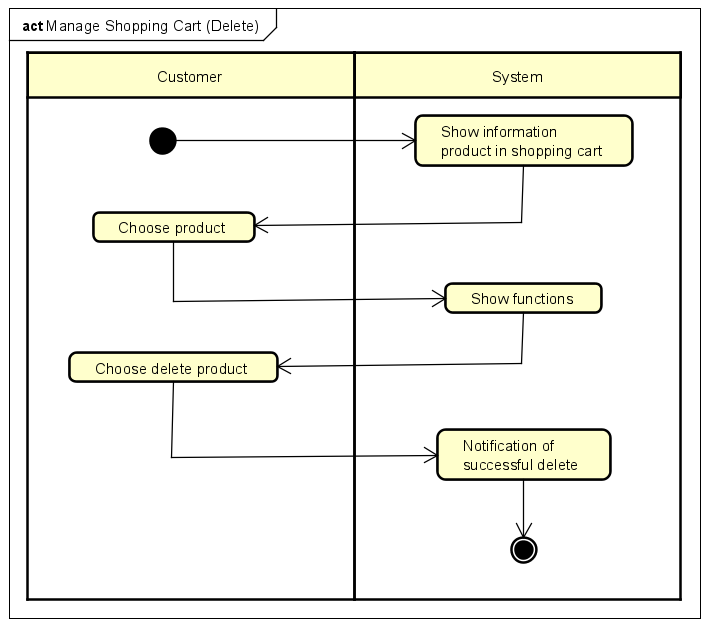 act Manage Shopping Cart (Delete)
Customer
System
Show information
product in shopping cart
Choose product
Show functions
Choose delete product
Notification of
successful delete